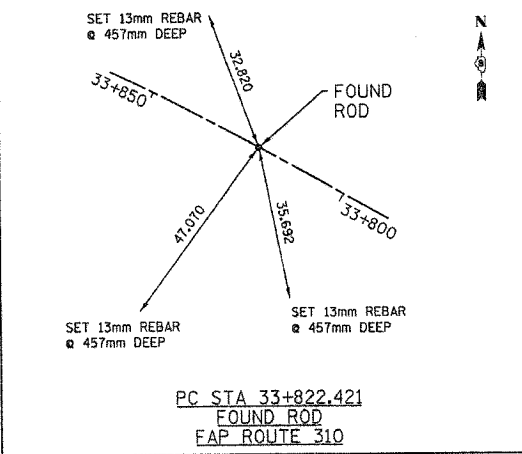 SET 13mm REBAR
@ 457mm DEEP
N
32.820
33+850
FOUND
ROD
33+800
47.070
35.692
SET 13mm REBAR
@ 457mm DEEP
SET 13mm REBAR
@ 457mm DEEP
PC STA 33+822.421
FOUND ROD
FAP ROUTE 310